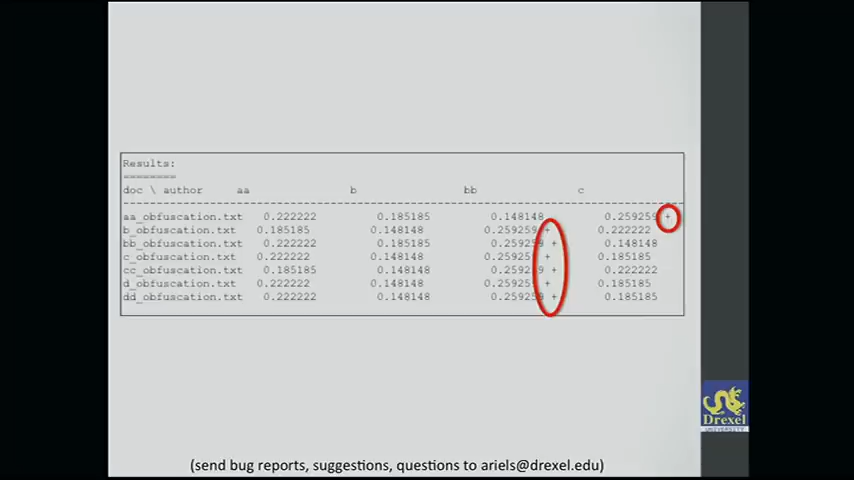 Results:
========
doc \ author aa b bb c
aa_obfuscation.txt 0.222222 0.185185 0.148148 0.259259 +
b_obfuscation.txt 0.185185 0.148148 0.259259 + 0.222222
bb_obfuscation.txt 0.222222 0.185185 0.259259 + 0.148148
c_obfuscation.txt 0.222222 0.148148 0.259259 + 0.185185
cc_obfuscation.txt 0.185185 0.148148 0.259259 + 0.222222
d_obfuscation.txt 0.222222 0.148148 0.259259 + 0.185185
dd_obfuscation.txt 0.222222 0.148148 0.259259 + 0.185185
Drexel
UNIVERSITY
(send bug reports, suggestions, questions to ariels@drexel.edu)